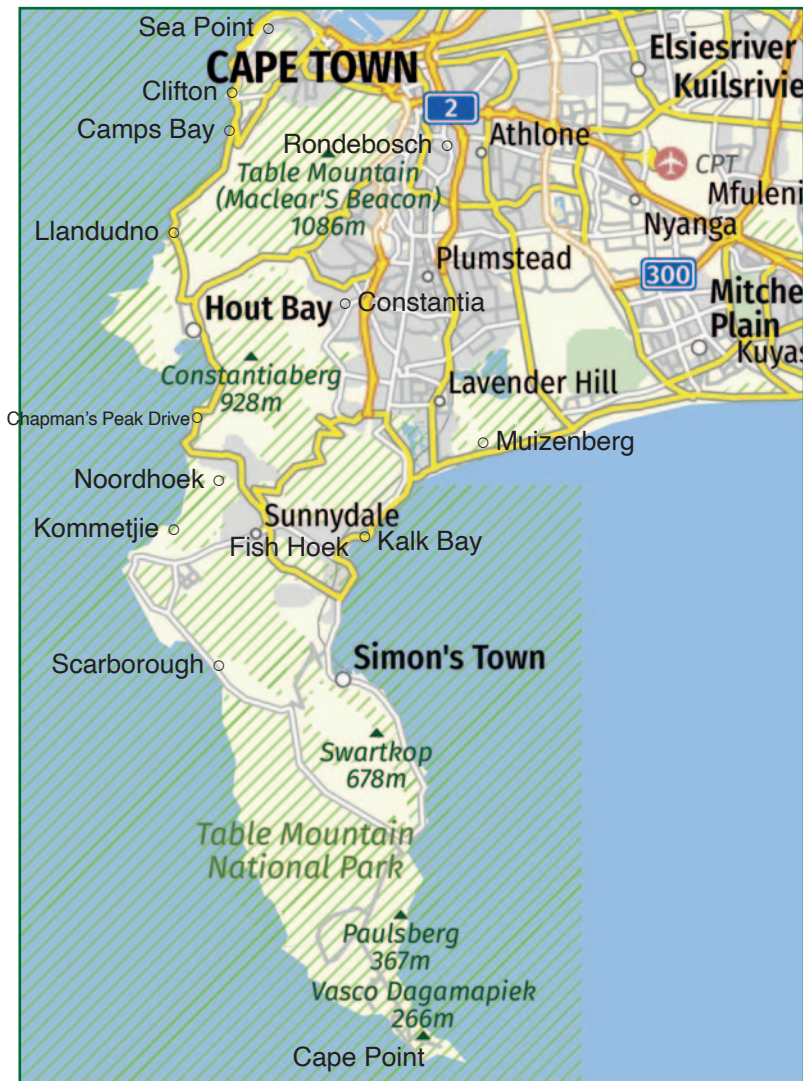 Sea Point
CAPE TOWN
Elsiesriver
Kuilsrivie
Clifton
2
Camps Bay
Rondebosch
Athlone
CPT
Table Mountain
(Maclear'S Beacon)
1086m
Mfuleni
Nyanga
Llandudno
Plumstead
300
Hout Bay
Constantia
Mitche
Plain
Kuyas
Constantiaberg
928m
Lavender Hill
Chapman's Peak Drive
Muizenberg
Noordhoek
Kommetjie
Sunnydale
Fish Hoek
Kalk Bay
Scarborough
Simon's Town
Swartkop
678m
Table Mountain
National Park
Paulsberg
367m
Vasco Dagamapiek
266m
Cape Point